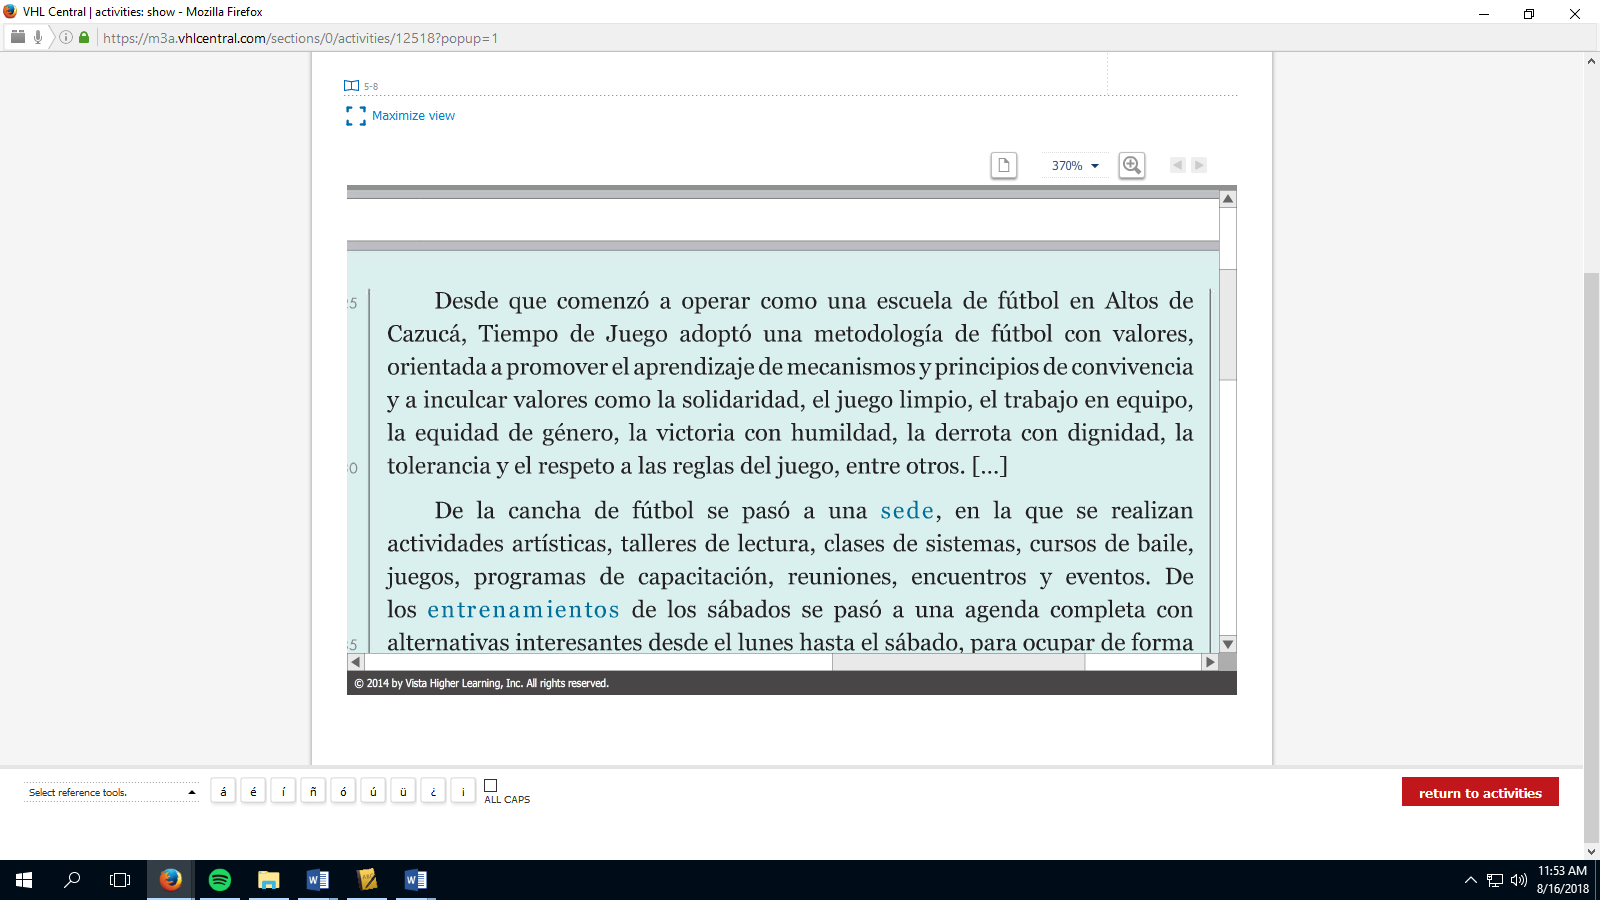 VHL Central | activities: show - Mozilla Firefox
https://m3a.vhlcentral.com/sections/0/activities/12518?popup=1
5-8
Maximize view
370%
Desde que comenzó a operar como una escuela de fútbol en Altos de
Cazucá, Tiempo de Juego adoptó una metodología de fútbol con valores,
orientada a promover el aprendizaje de mecanismos y principios de convivencia
y a inculcar valores como la solidaridad, el juego limpio, el trabajo en equipo,
la equidad de género, la victoria con humildad, la derrota con dignidad, la
tolerancia y el respeto a las reglas del juego, entre otros. [...]
De la cancha de fútbol se pasó a una sede, en la que se realizan
actividades artísticas, talleres de lectura, clases de sistemas, cursos de baile,
juegos, programas de capacitación, reuniones, encuentros y eventos. De
los entrenamientos de los sábados se pasó a una agenda completa con
alternativas interesantes desde el lunes hasta el sábado, para ocupar de forma
© 2014 by Vista Higher Learning, Inc. All rights reserved.
Select reference tools.
á é í ñ ó ú ü ¿ ¡
ALL CAPS
return to activities
11:53 AM
8/16/2018